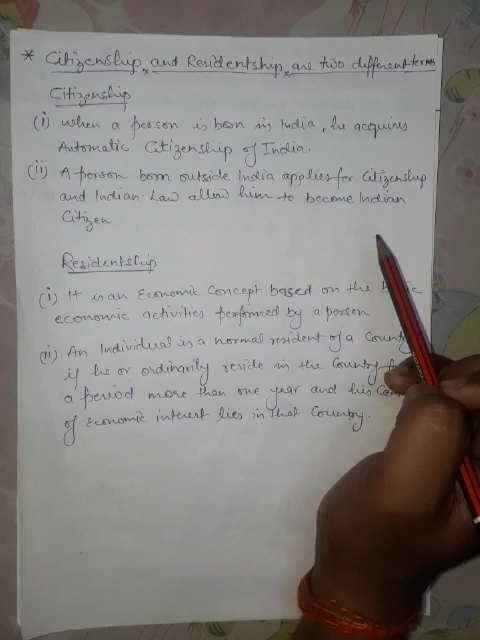 * Citizenship, and Residentship, are two different terms
Citizenship
(i) when a person is born in India, he acquires
Automatic Citizenship of India.
(ii) A person born outside India applies for Citizenship
and Indian Law allow him to become Indian
Citizen
Residentship
(i) It is an Economic Concept based on the
economic activities performed by a person
(ii) An Individual is a normal resident of a Country
if he or ordinarily reside in the Country
a period more than one year and his
of economic interest lies in that Country.